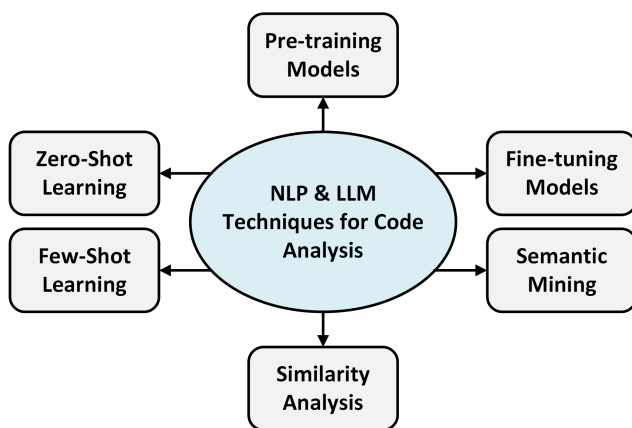 Pre-training
Models
Zero-Shot
Learning
Fine-tuning
Models
NLP & LLM
Techniques for Code
Analysis
Few-Shot
Learning
Semantic
Mining
Similarity
Analysis